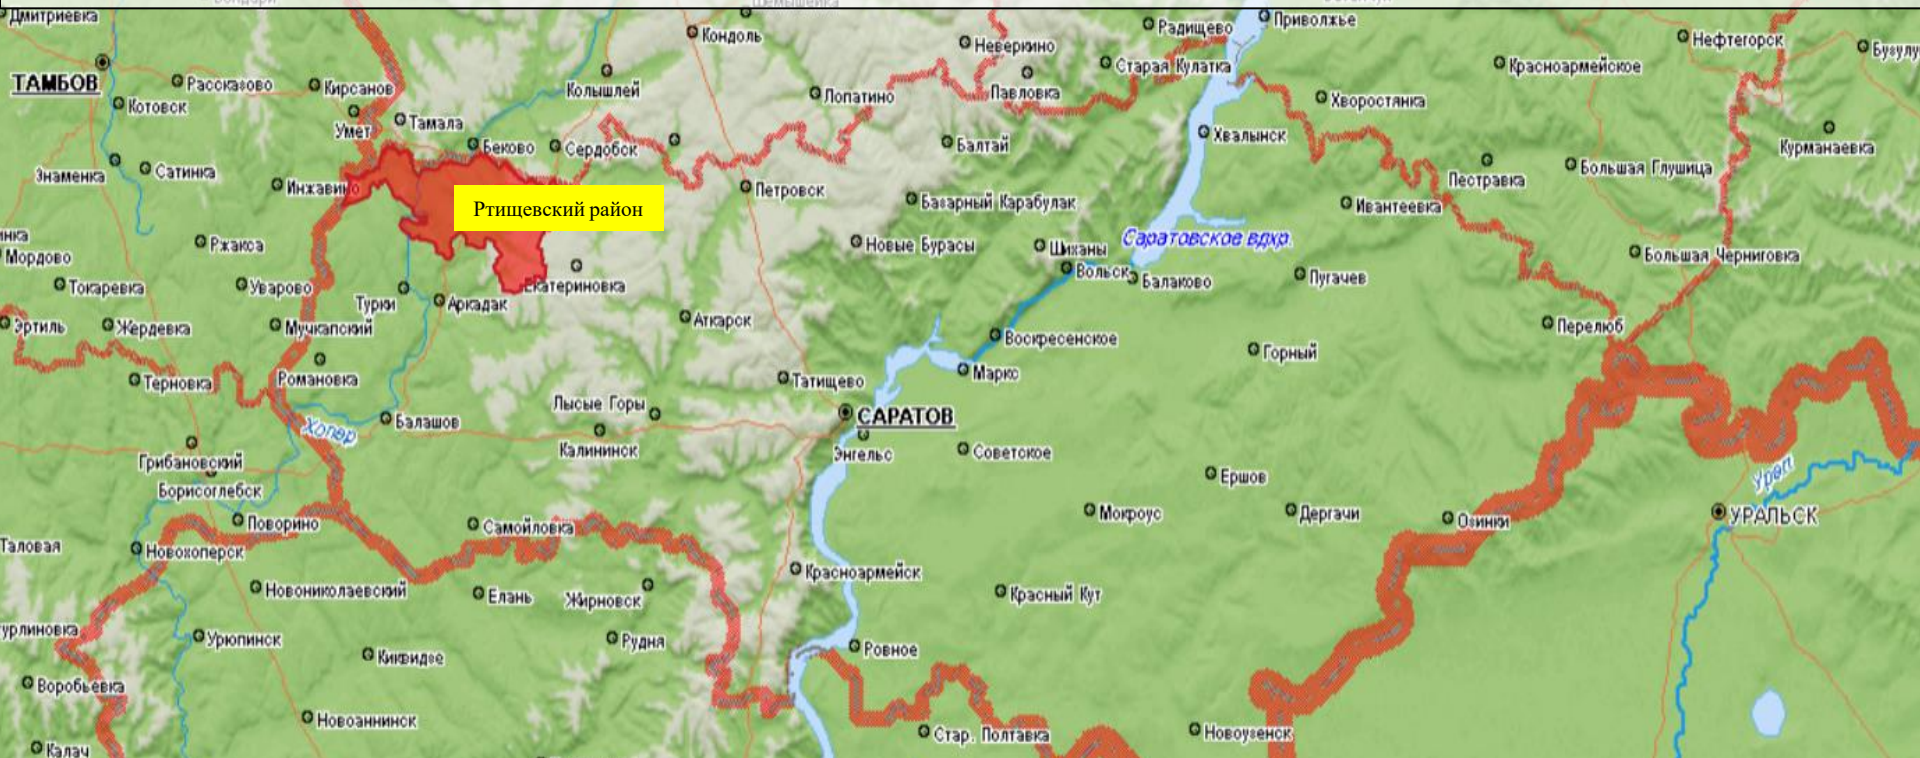 Дмитриевка
Кондоль
Неверкино
Радищево
Приволжье
Нефтегорск
ТАМБОВ
Рассказово
Кирсанов
Колышлей
Старая Кулатка
Красноармейское
Котовск
Умет
Тамала
Лопатино
Павловка
Хворостянка
Беково
Сердобск
Балтай
Хвалынск
Курманаевка
Знаменка
Сатинка
Инжавино
Петровск
Пестравка
Большая Глушица
Ртищевский район
Базарный Карабулак
Ивантеевка
Ржакса
Новые Бурасы
Шиханы
Саратовское вдхр.
Большая Черниговка
Мордово
Вольск
Балаково
Пугачев
Токаревка
Уварово
Турки
Аркадак
Екатериновка
Эртиль
Жердевка
Мучкапский
Аткарск
Воскресенское
Перелюб
Горный
Терновка
Романовка
Татищево
Маркс
Лысые Горы
САРАТОВ
Хопер
Балашов
Калининск
Энгельс
Советское
Грибановский
Борисоглебск
Ершов
Урал
Поворино
Самойловка
Мокроус
Дергачи
Озинки
УРАЛЬСК
Таловая
Новохоперск
Красноармейск
Новониколаевский
Елань
Жирновск
Красный Кут
Урюпинск
Киквидзе
Рудня
Ровное
Воробьевка
Новоаннинск
Стар. Полтавка
Новоузенск
Калач